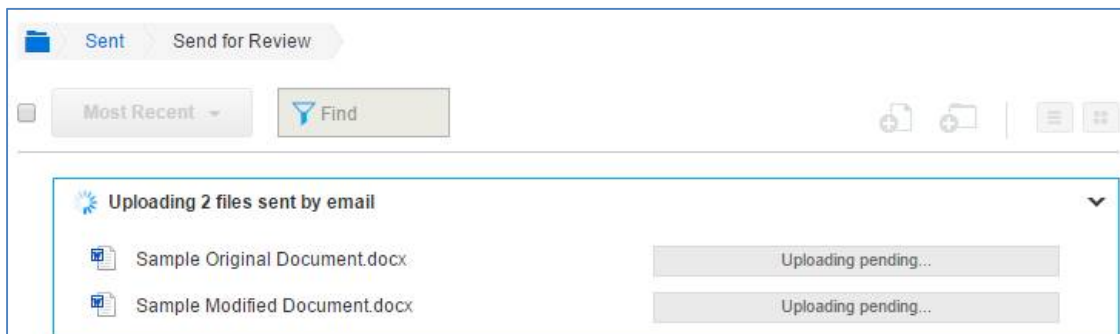 Sent Send for Review
Most Recent Find
Uploading 2 files sent by email
Sample Original Document.docx Uploading pending...
Sample Modified Document.docx Uploading pending...